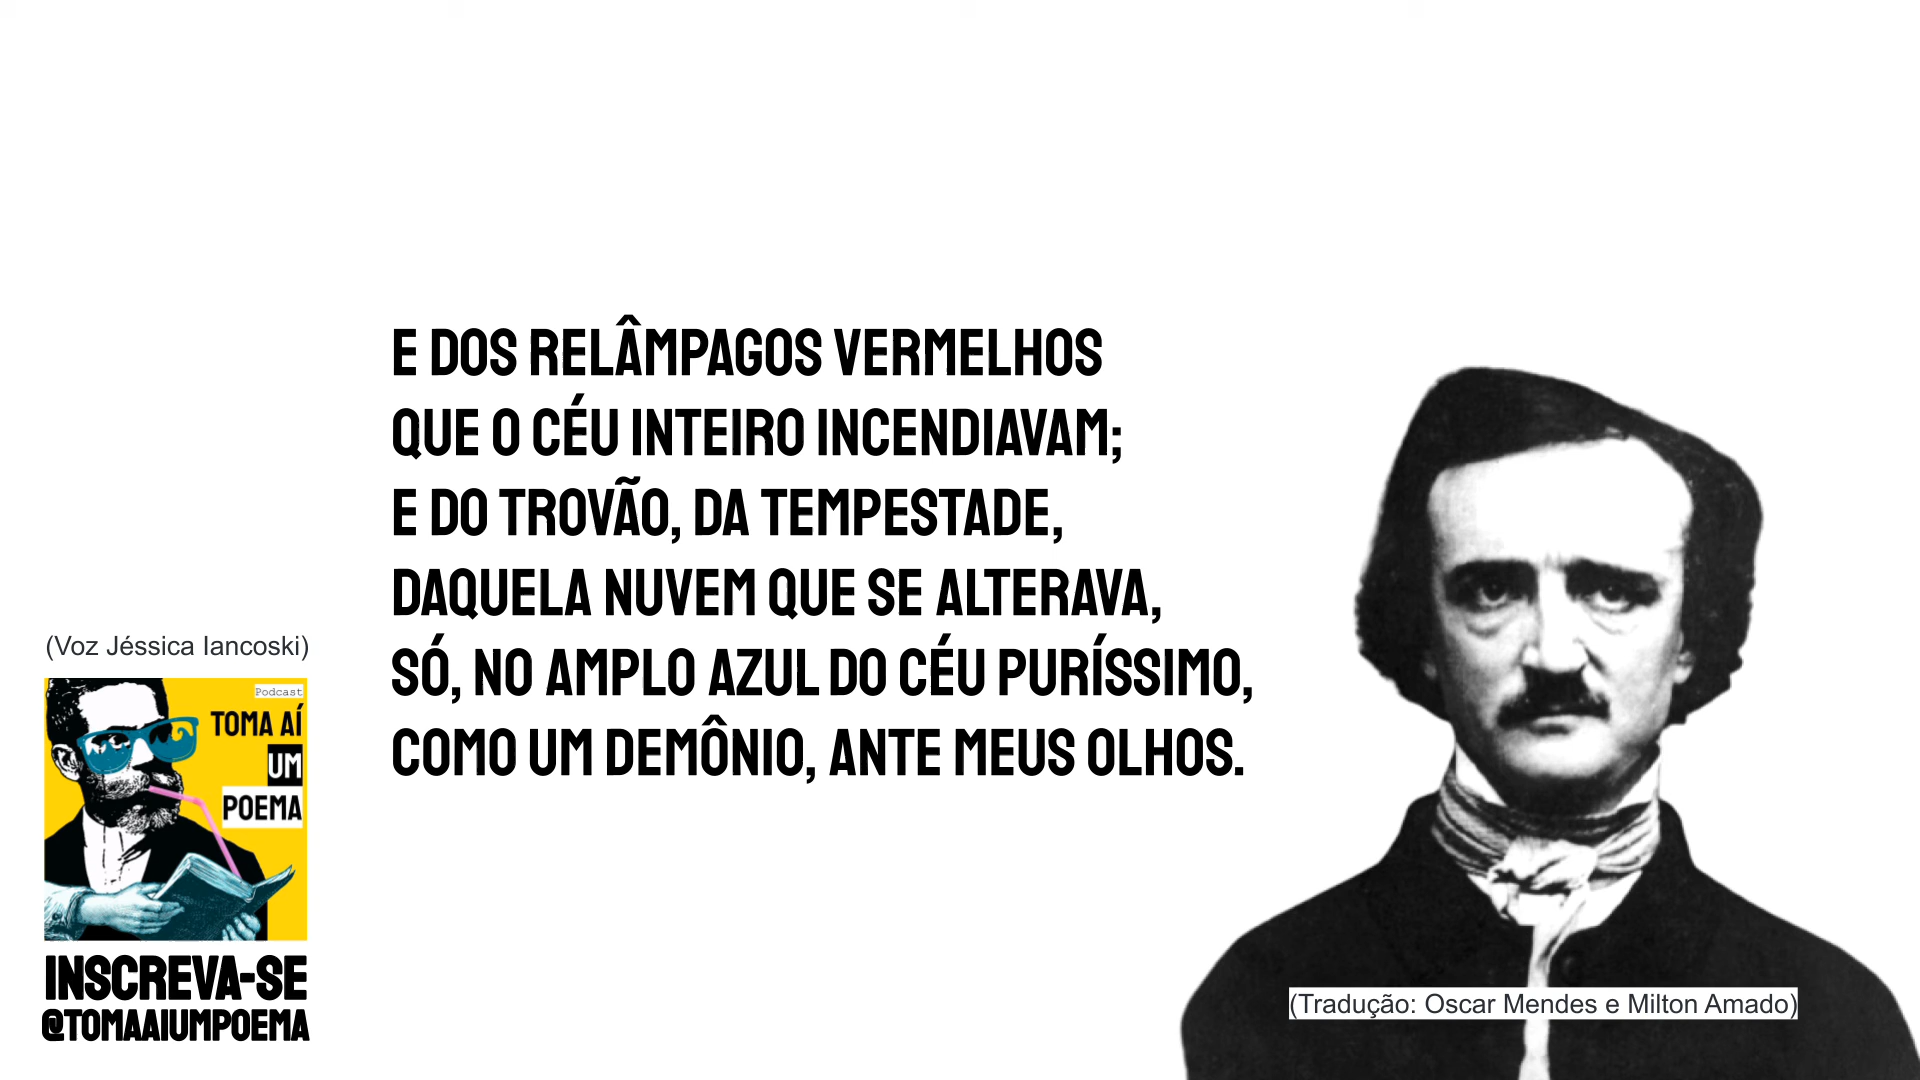 E DOS RELÂMPAGOS VERMELHOS
QUE O CÉU INTEIRO INCENDIAVAM;
E DO TROVÃO, DA TEMPESTADE,
DAQUELA NUVEM QUE SE ALTERAVA,
SÓ, NO AMPLO AZUL DO CÉU PURÍSSIMO,
COMO UM DEMÔNIO, ANTE MEUS OLHOS.
(Voz Jéssica Iancoski)
Podcast
TOMA AÍ
UM
POEMA
INSCREVA-SE
@TOMAAIUMPOEMA
(Tradução: Oscar Mendes e Milton Amado)